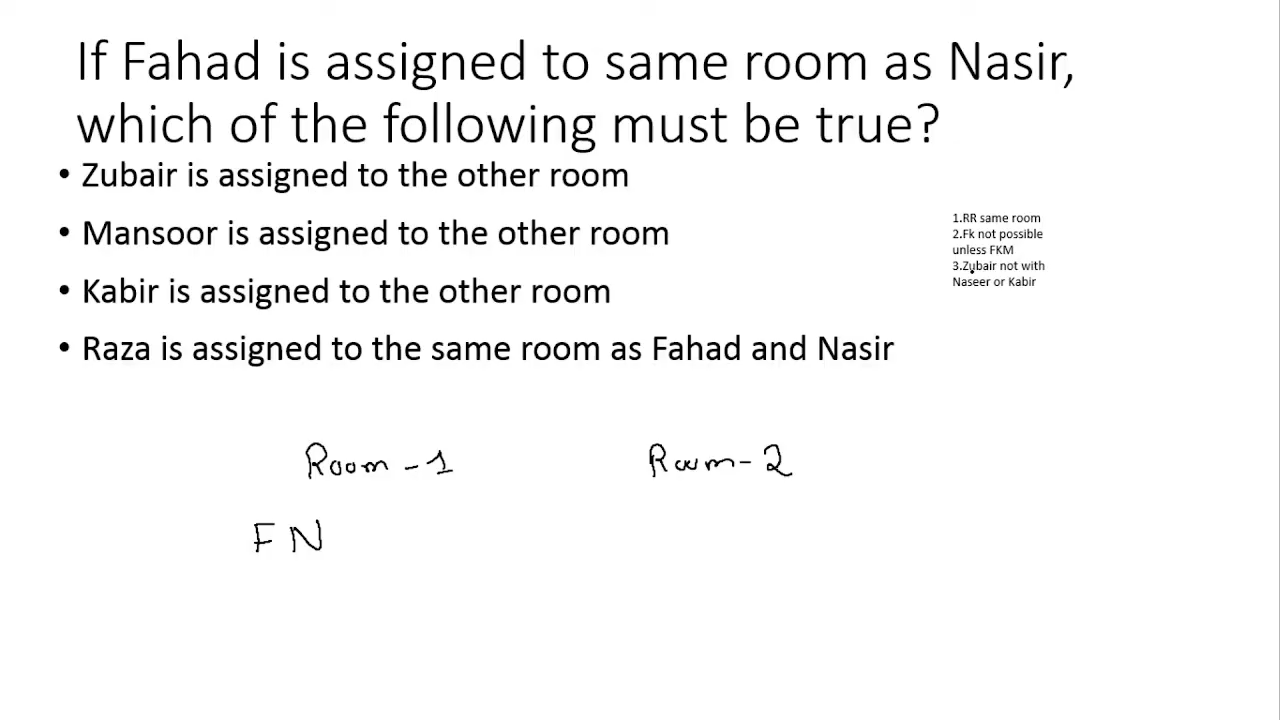 If Fahad is assigned to same room as Nasir,
which of the following must be true?
• Zubair is assigned to the other room
• Mansoor is assigned to the other room
• Kabir is assigned to the other room
• Raza is assigned to the same room as Fahad and Nasir
1.RR same room
2.Fk not possible
unless FKM
3.Zubair not with
Naseer or Kabir
Room - 1
Room - 2
F N